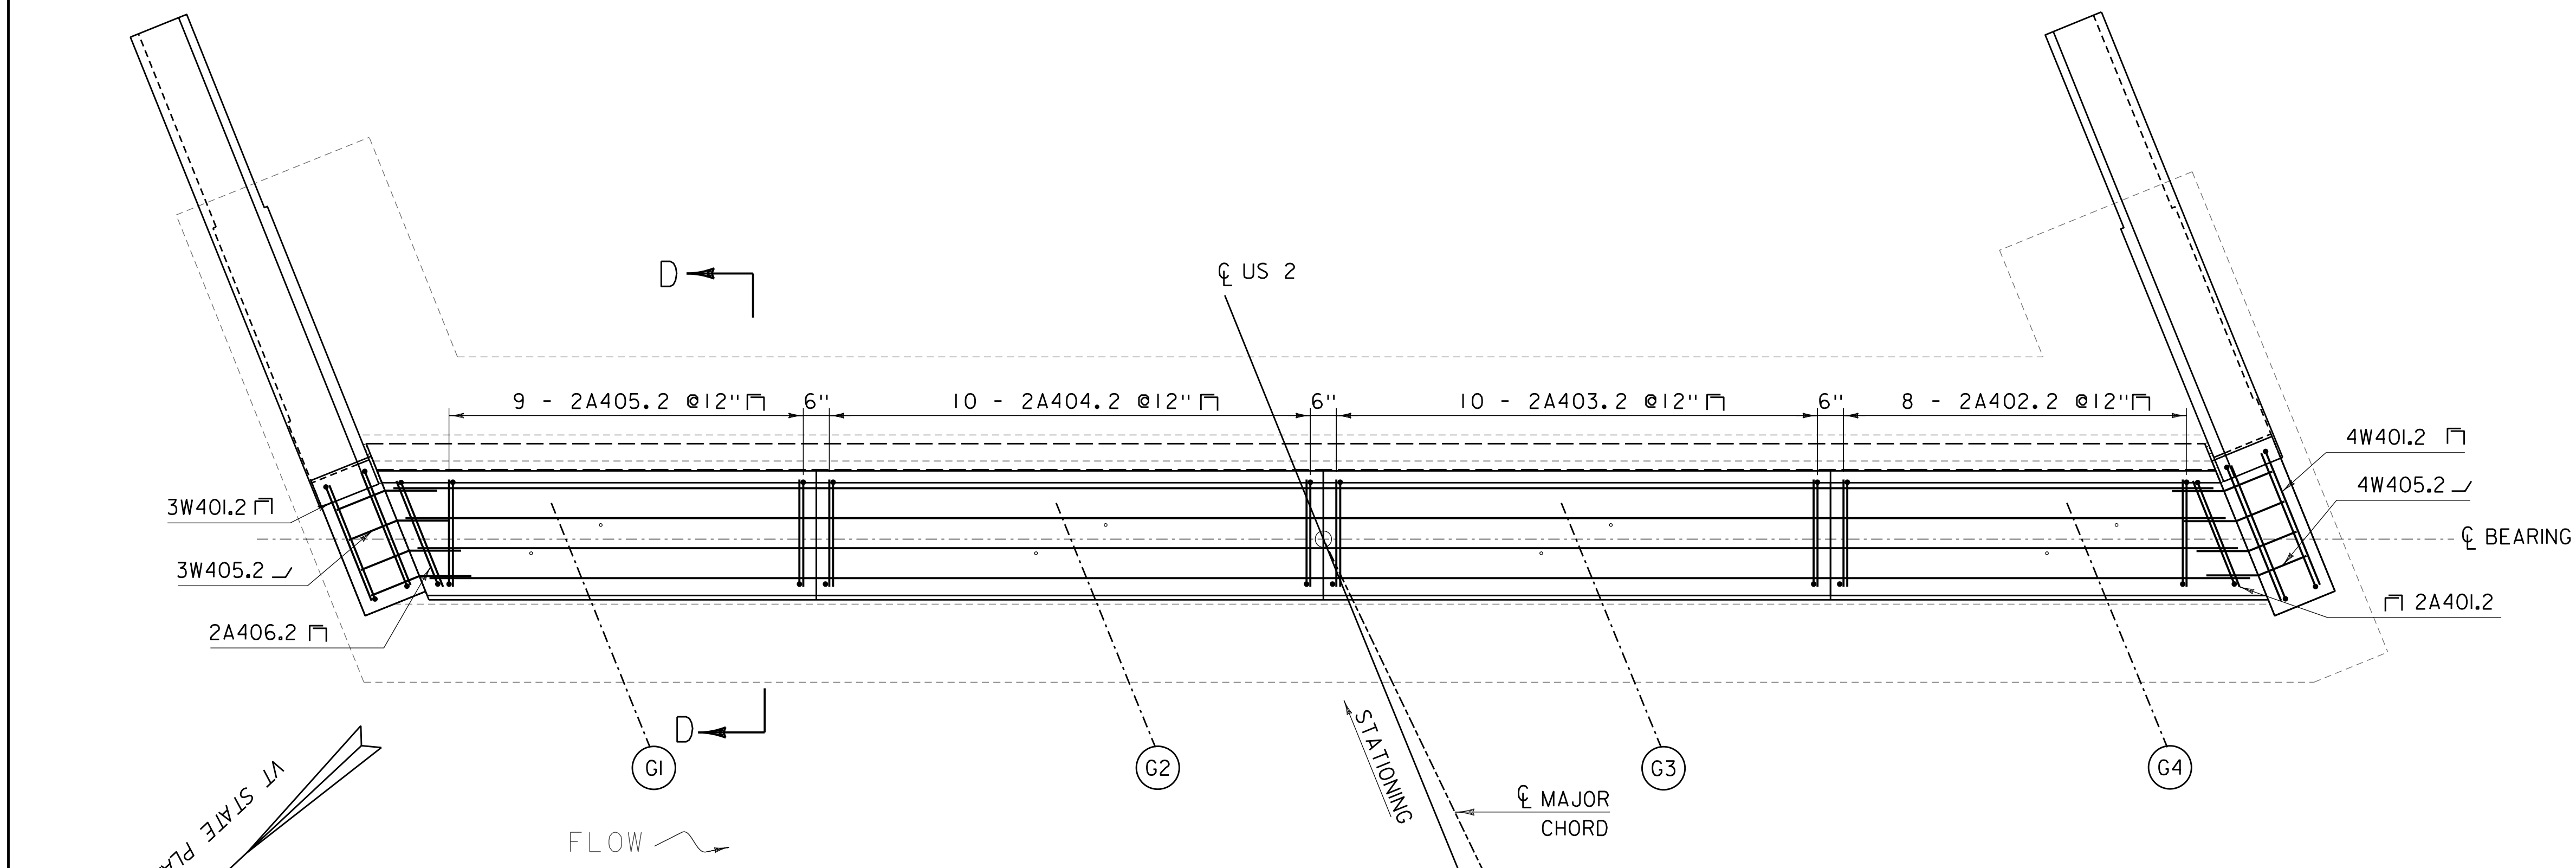 D
℄ US 2
9 - 2A405.2 @12" 6" 10 - 2A404.2 @12" 6" 10 - 2A403.2 @12" 6" 8 - 2A402.2 @12"
4W401.2
4W405.2
3W401.2
℄ BEARING
3W405.2
2A401.2
2A406.2
D
STATIONING
G1 G2 G3 G4
VT STATE
℄ MAJOR
CHORD
FLOW